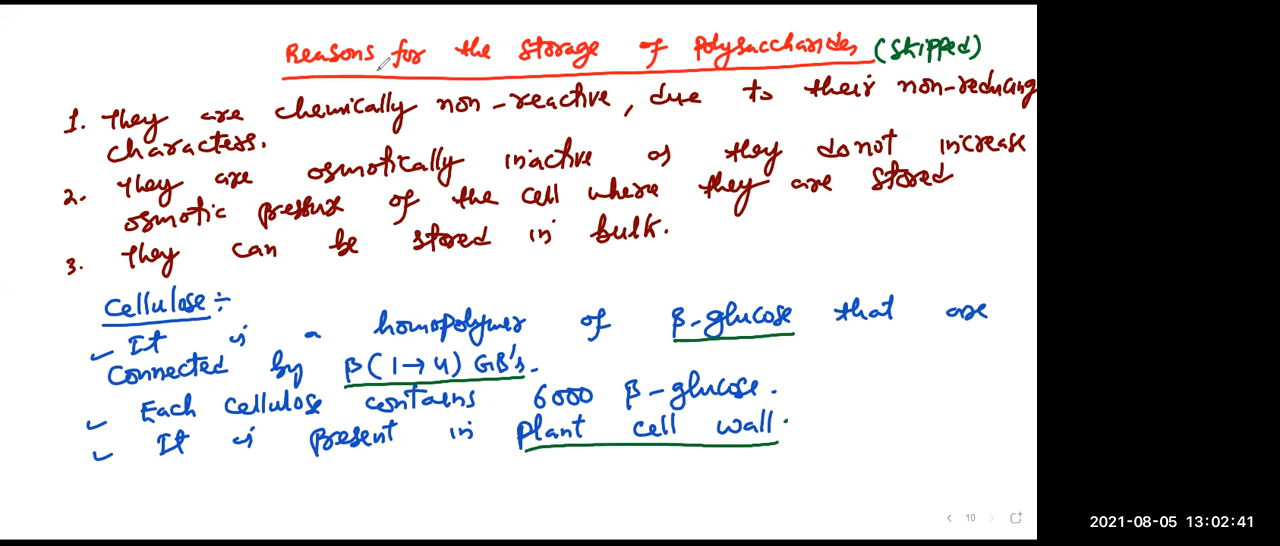 Reasons for the storage of Polysaccharides (skipped)
1. They are chemically non-reactive, due to their non-reducing
characters.
2. They are osmotically inactive as they do not increase
osmotic pressure of the cell where they are stored
3. They can be stored in bulk.
Cellulose ÷
✓ It is a homopolymer of β-glucose that are
connected by β(1→4) GB's.
✓ Each cellulose contains 6000 β-glucose.
✓ It is present in plant cell wall.
< 10 >
2021-08-05 13:02:41